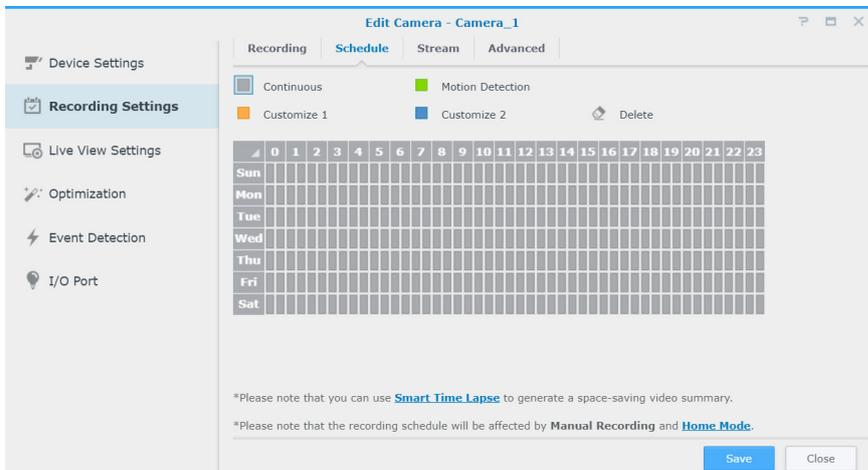 Edit Camera - Camera_1
Device Settings
Recording Settings
Live View Settings
Optimization
Event Detection
I/O Port
Recording Schedule Stream Advanced
Continuous Motion Detection
Customize 1 Customize 2 Delete
0 1 2 3 4 5 6 7 8 9 10 11 12 13 14 15 16 17 18 19 20 21 22 23
Sun
Mon
Tue
Wed
Thu
Fri
Sat
*Please note that you can use Smart Time Lapse to generate a space-saving video summary.
*Please note that the recording schedule will be affected by Manual Recording and Home Mode.
Save Close